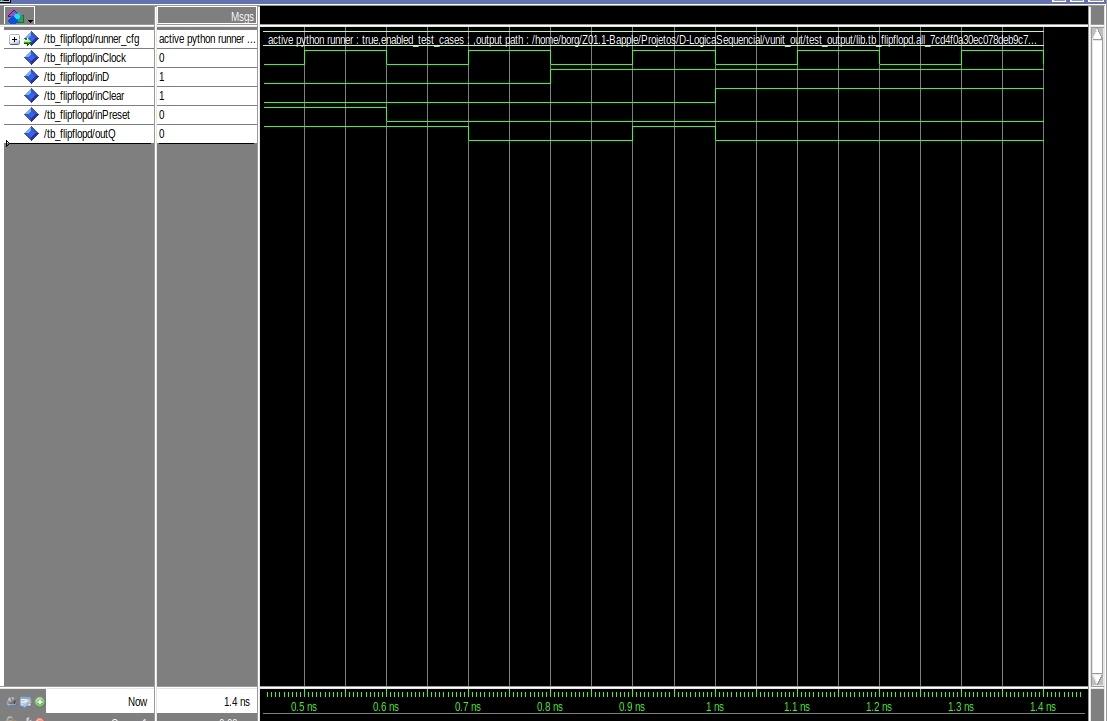 Msgs
/tb_flipflopd/runner_cfg active python runner ... active python runner : true,enabled_test_cases : ,output path : /home/borg/Z01.1-Bapple/Projetos/D-LogicaSequencial/vunit_out/test_output/lib.tb_flipflopd.all_7cd4f0a30ec078deb9c7...
/tb_flipflopd/inClock 0
/tb_flipflopd/inD 1
/tb_flipflopd/inClear 1
/tb_flipflopd/inPreset 0
/tb_flipflopd/outQ 0
Now 1.4 ns
0.5 ns 0.6 ns 0.7 ns 0.8 ns 0.9 ns 1 ns 1.1 ns 1.2 ns 1.3 ns 1.4 ns